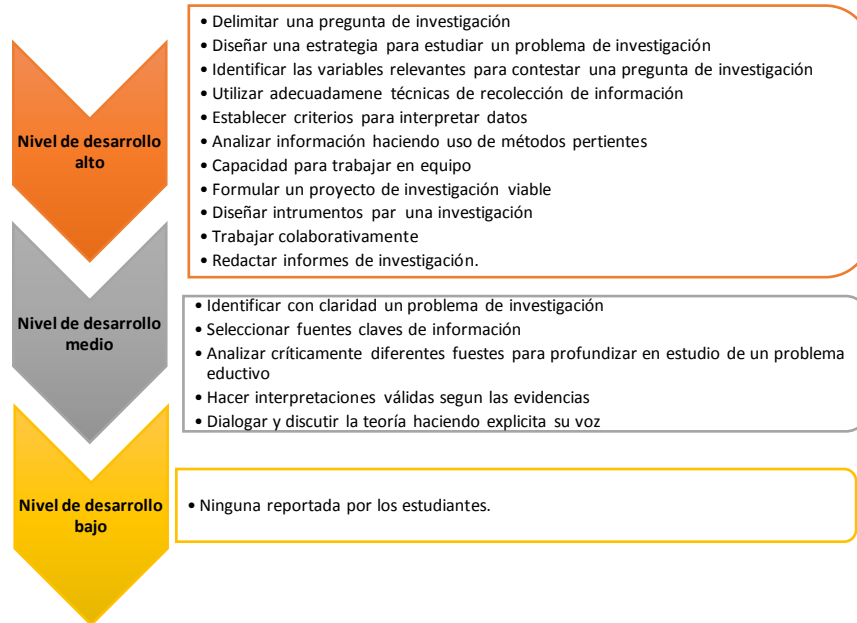 Nivel de desarrollo
alto
• Delimitar una pregunta de investigación
• Diseñar una estrategia para estudiar un problema de investigación
• Identificar las variables relevantes para contestar una pregunta de investigación
• Utilizar adecuadamene técnicas de recolección de información
• Establecer criterios para interpretar datos
• Analizar información haciendo uso de métodos pertientes
• Capacidad para trabajar en equipo
• Formular un proyecto de investigación viable
• Diseñar intrumentos par una investigación
• Trabajar colaborativamente
• Redactar informes de investigación.
Nivel de desarrollo
medio
• Identificar con claridad un problema de investigación
• Seleccionar fuentes claves de información
• Analizar críticamente diferentes fuestes para profundizar en estudio de un problema
eductivo
• Hacer interpretaciones válidas segun las evidencias
• Dialogar y discutir la teoría haciendo explicita su voz
Nivel de desarrollo
bajo
• Ninguna reportada por los estudiantes.